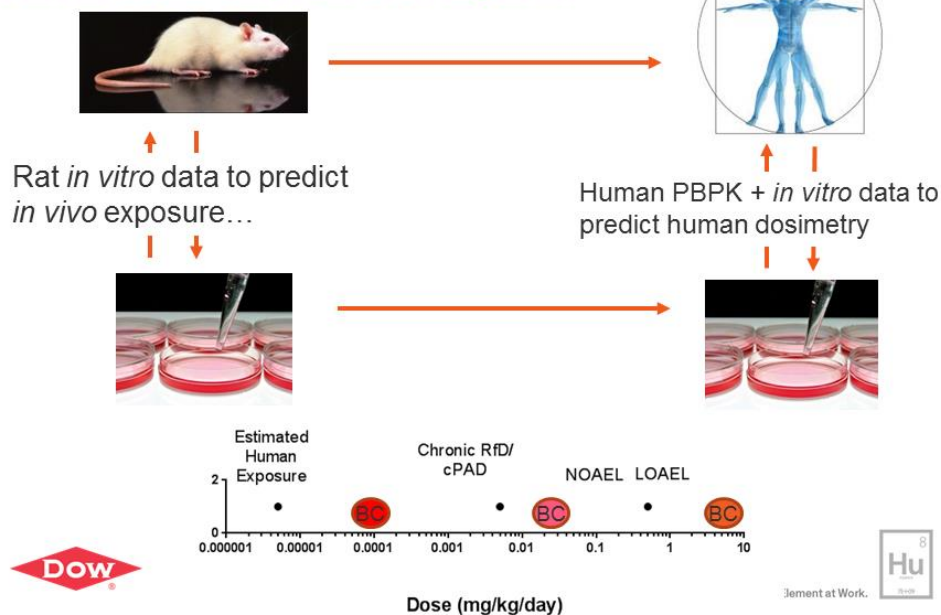 Rat in vitro data to predict
in vivo exposure…
Human PBPK + in vitro data to
predict human dosimetry
Estimated
Human
Exposure
Chronic RfD/
cPAD
NOAEL LOAEL
2
BC BC BC
0
0.000001 0.00001 0.0001 0.001 0.01 0.1 1 10
Dose (mg/kg/day)
DOW
®
lement at Work.
8
Hu